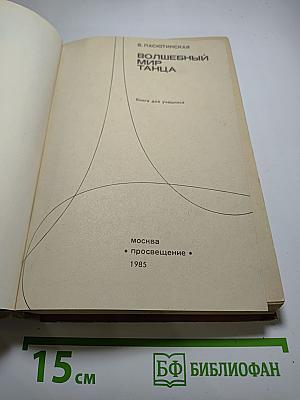 В. ПАСЮТИНСКАЯ
ВОЛШЕБНЫЙ
МИР
ТАНЦА
Книга для учащихся
москва
• просвещение •
1985
15 см
БФ БИБЛИОФАН